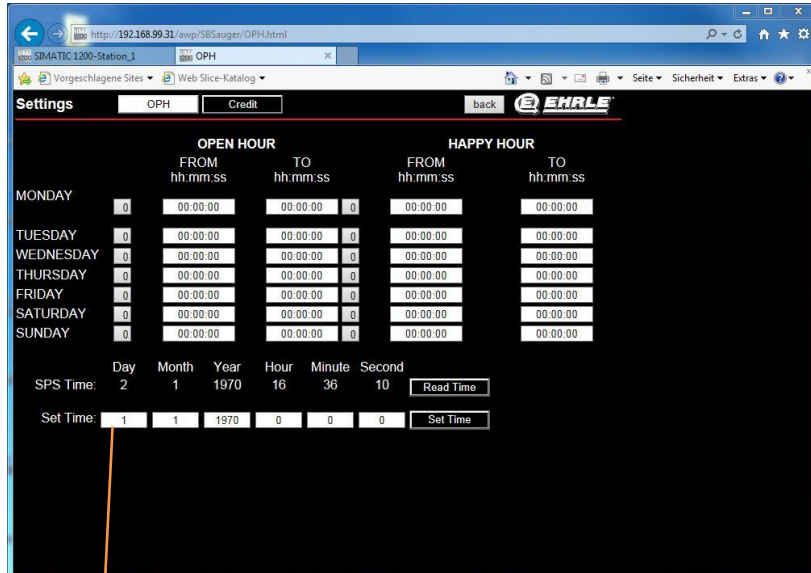 http://192.168.99.31/awp/SBSauger/OPH.html
SIMATIC 1200-Station_1 OPH
Vorgeschlagene Sites Web Slice-Katalog Seite Sicherheit Extras
Settings OPH Credit back EHRLE
OPEN HOUR HAPPY HOUR
FROM TO FROM TO
hh:mm:ss hh:mm:ss hh:mm:ss hh:mm:ss
MONDAY 0 00:00:00 00:00:00 0 00:00:00 00:00:00
TUESDAY 0 00:00:00 00:00:00 0 00:00:00 00:00:00
WEDNESDAY 0 00:00:00 00:00:00 0 00:00:00 00:00:00
THURSDAY 0 00:00:00 00:00:00 0 00:00:00 00:00:00
FRIDAY 0 00:00:00 00:00:00 0 00:00:00 00:00:00
SATURDAY 0 00:00:00 00:00:00 0 00:00:00 00:00:00
SUNDAY 0 00:00:00 00:00:00 0 00:00:00 00:00:00
Day Month Year Hour Minute Second
SPS Time: 2 1 1970 16 36 10 Read Time
Set Time: 1 1 1970 0 0 0 Set Time